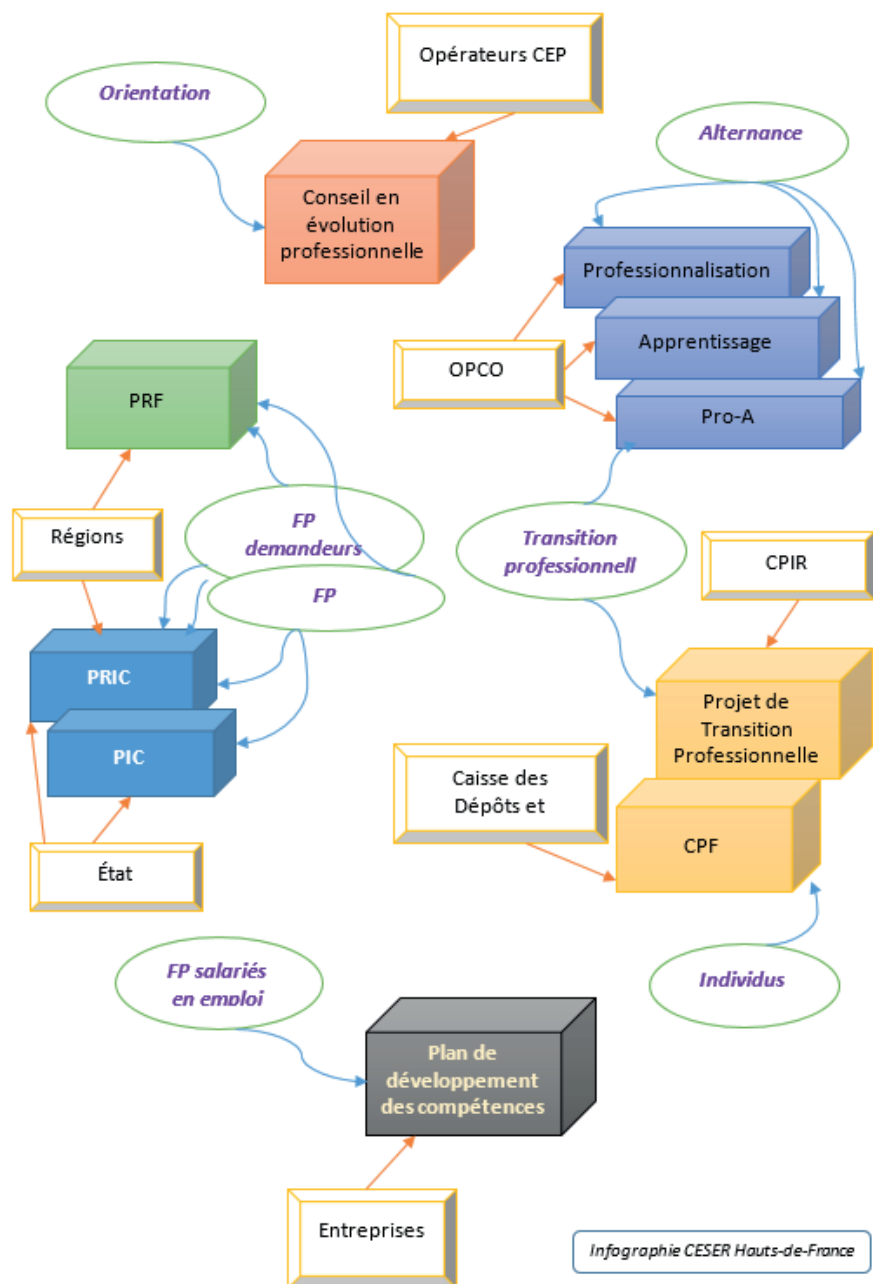 Opérateurs CEP
Orientation
Alternance
Conseil en
évolution
professionnelle
Professionnalisation
Apprentissage
OPCO
Pro-A
PRF
Régions
FP
demandeurs
Transition
professionnell
CPIR
FP
PRIC
PIC
Projet de
Transition
Professionnelle
Caisse des
Dépôts et
CPF
État
FP salariés
en emploi
Individus
Plan de
développement
des compétences
Entreprises
Infographie CESER Hauts-de-France